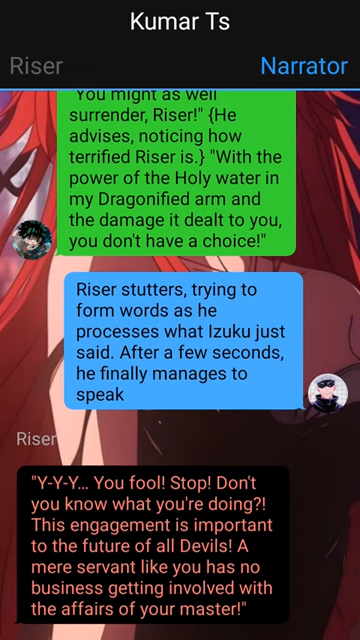 Kumar Ts
Riser
Narrator
"You might as well
surrender, Riser!" {He
advises, noticing how
terrified Riser is.} "With the
power of the Holy water in
my Dragonified arm and
the damage it dealt to you,
you don't have a choice!"
Riser stutters, trying to
form words as he
processes what Izuku just
said. After a few seconds,
he finally manages to
speak
Riser
"Y-Y-Y... You fool! Stop! Don't
you know what you're doing?!
This engagement is important
to the future of all Devils! A
mere servant like you has no
business getting involved with
the affairs of your master!"